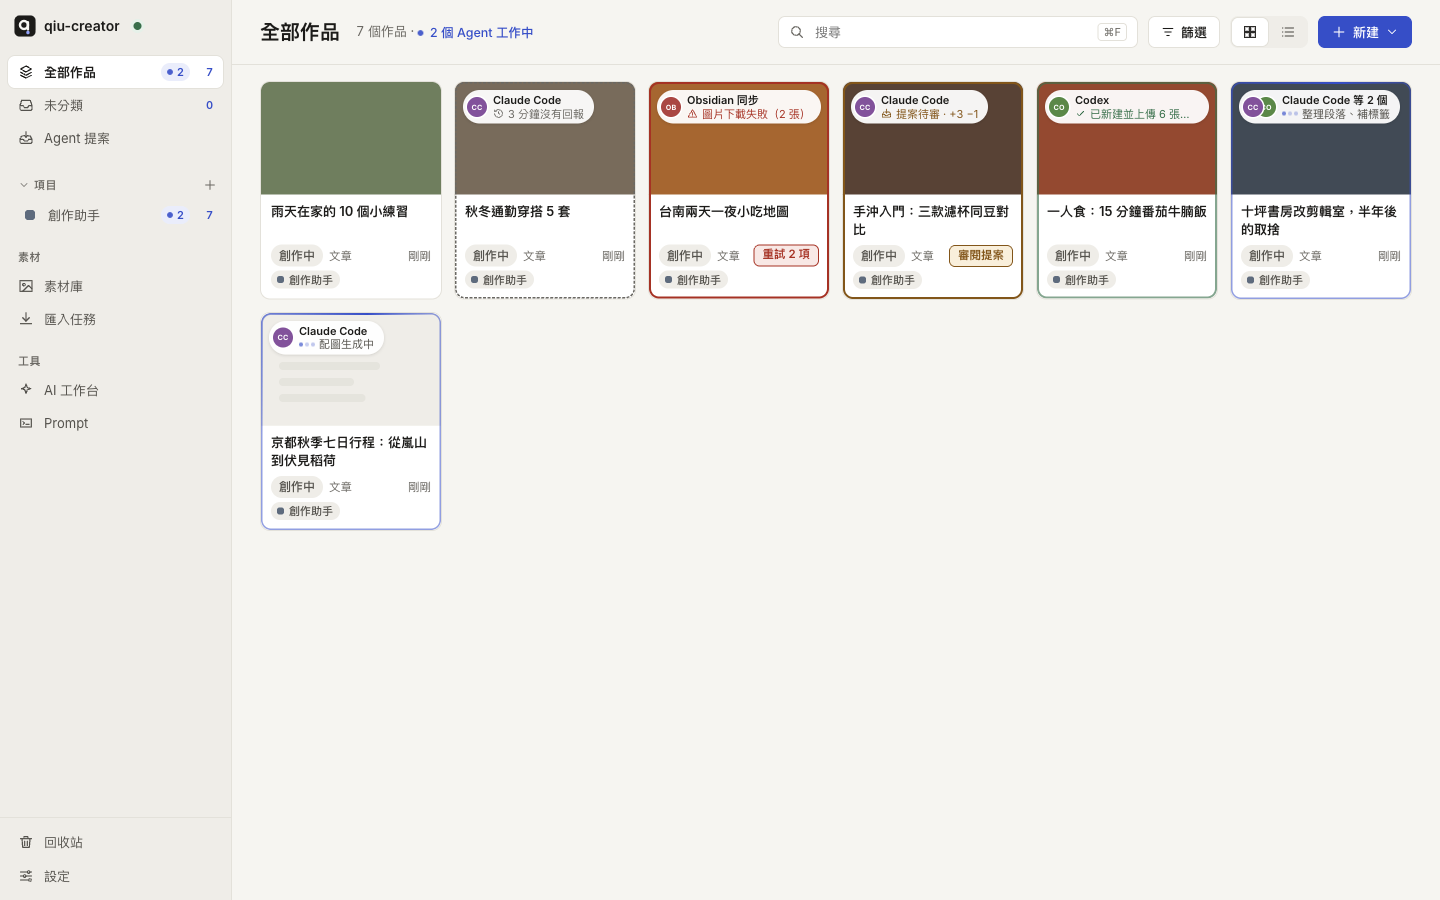 qiu-creator
全部作品 2 7
未分類 0
Agent 提案
項目
創作助手 2 7
素材
素材庫
匯入任務
工具
AI 工作台
Prompt
回收站
設定
全部作品 7 個作品 · 2 個 Agent 工作中
搜尋 ⌘F
篩選
新建
雨天在家的 10 個小練習
創作中 文章 剛剛
創作助手
CC Claude Code
3 分鐘沒有回報
秋冬通勤穿搭 5 套
創作中 文章 剛剛
創作助手
OB Obsidian 同步
圖片下載失敗（2 張）
台南兩天一夜小吃地圖
創作中 文章 重試 2 項
創作助手
CC Claude Code
提案待審 · +3 −1
手沖入門：三款濾杯同豆對
比
創作中 文章 審閱提案
創作助手
CO Codex
已新建並上傳 6 張…
一人食：15 分鐘番茄牛腩飯
創作中 文章 剛剛
創作助手
CC Claude Code 等 2 個
整理段落、補標籤
十坪書房改剪輯室，半年後
的取捨
創作中 文章 剛剛
創作助手
CC Claude Code
配圖生成中
京都秋季七日行程：從嵐山
到伏見稻荷
創作中 文章 剛剛
創作助手